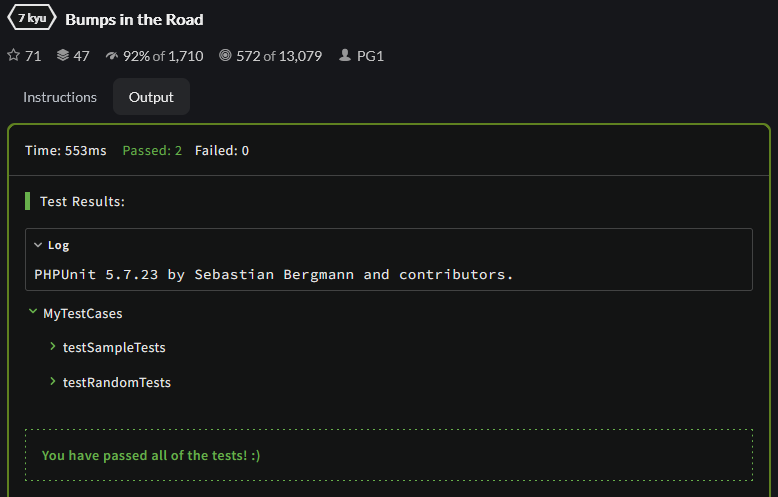 7 kyu Bumps in the Road
71 47 92% of 1,710 572 of 13,079 PG1
Instructions Output
Time: 553ms Passed: 2 Failed: 0
Test Results:
Log
PHPUnit 5.7.23 by Sebastian Bergmann and contributors.
MyTestCases
testSampleTests
testRandomTests
You have passed all of the tests! :)